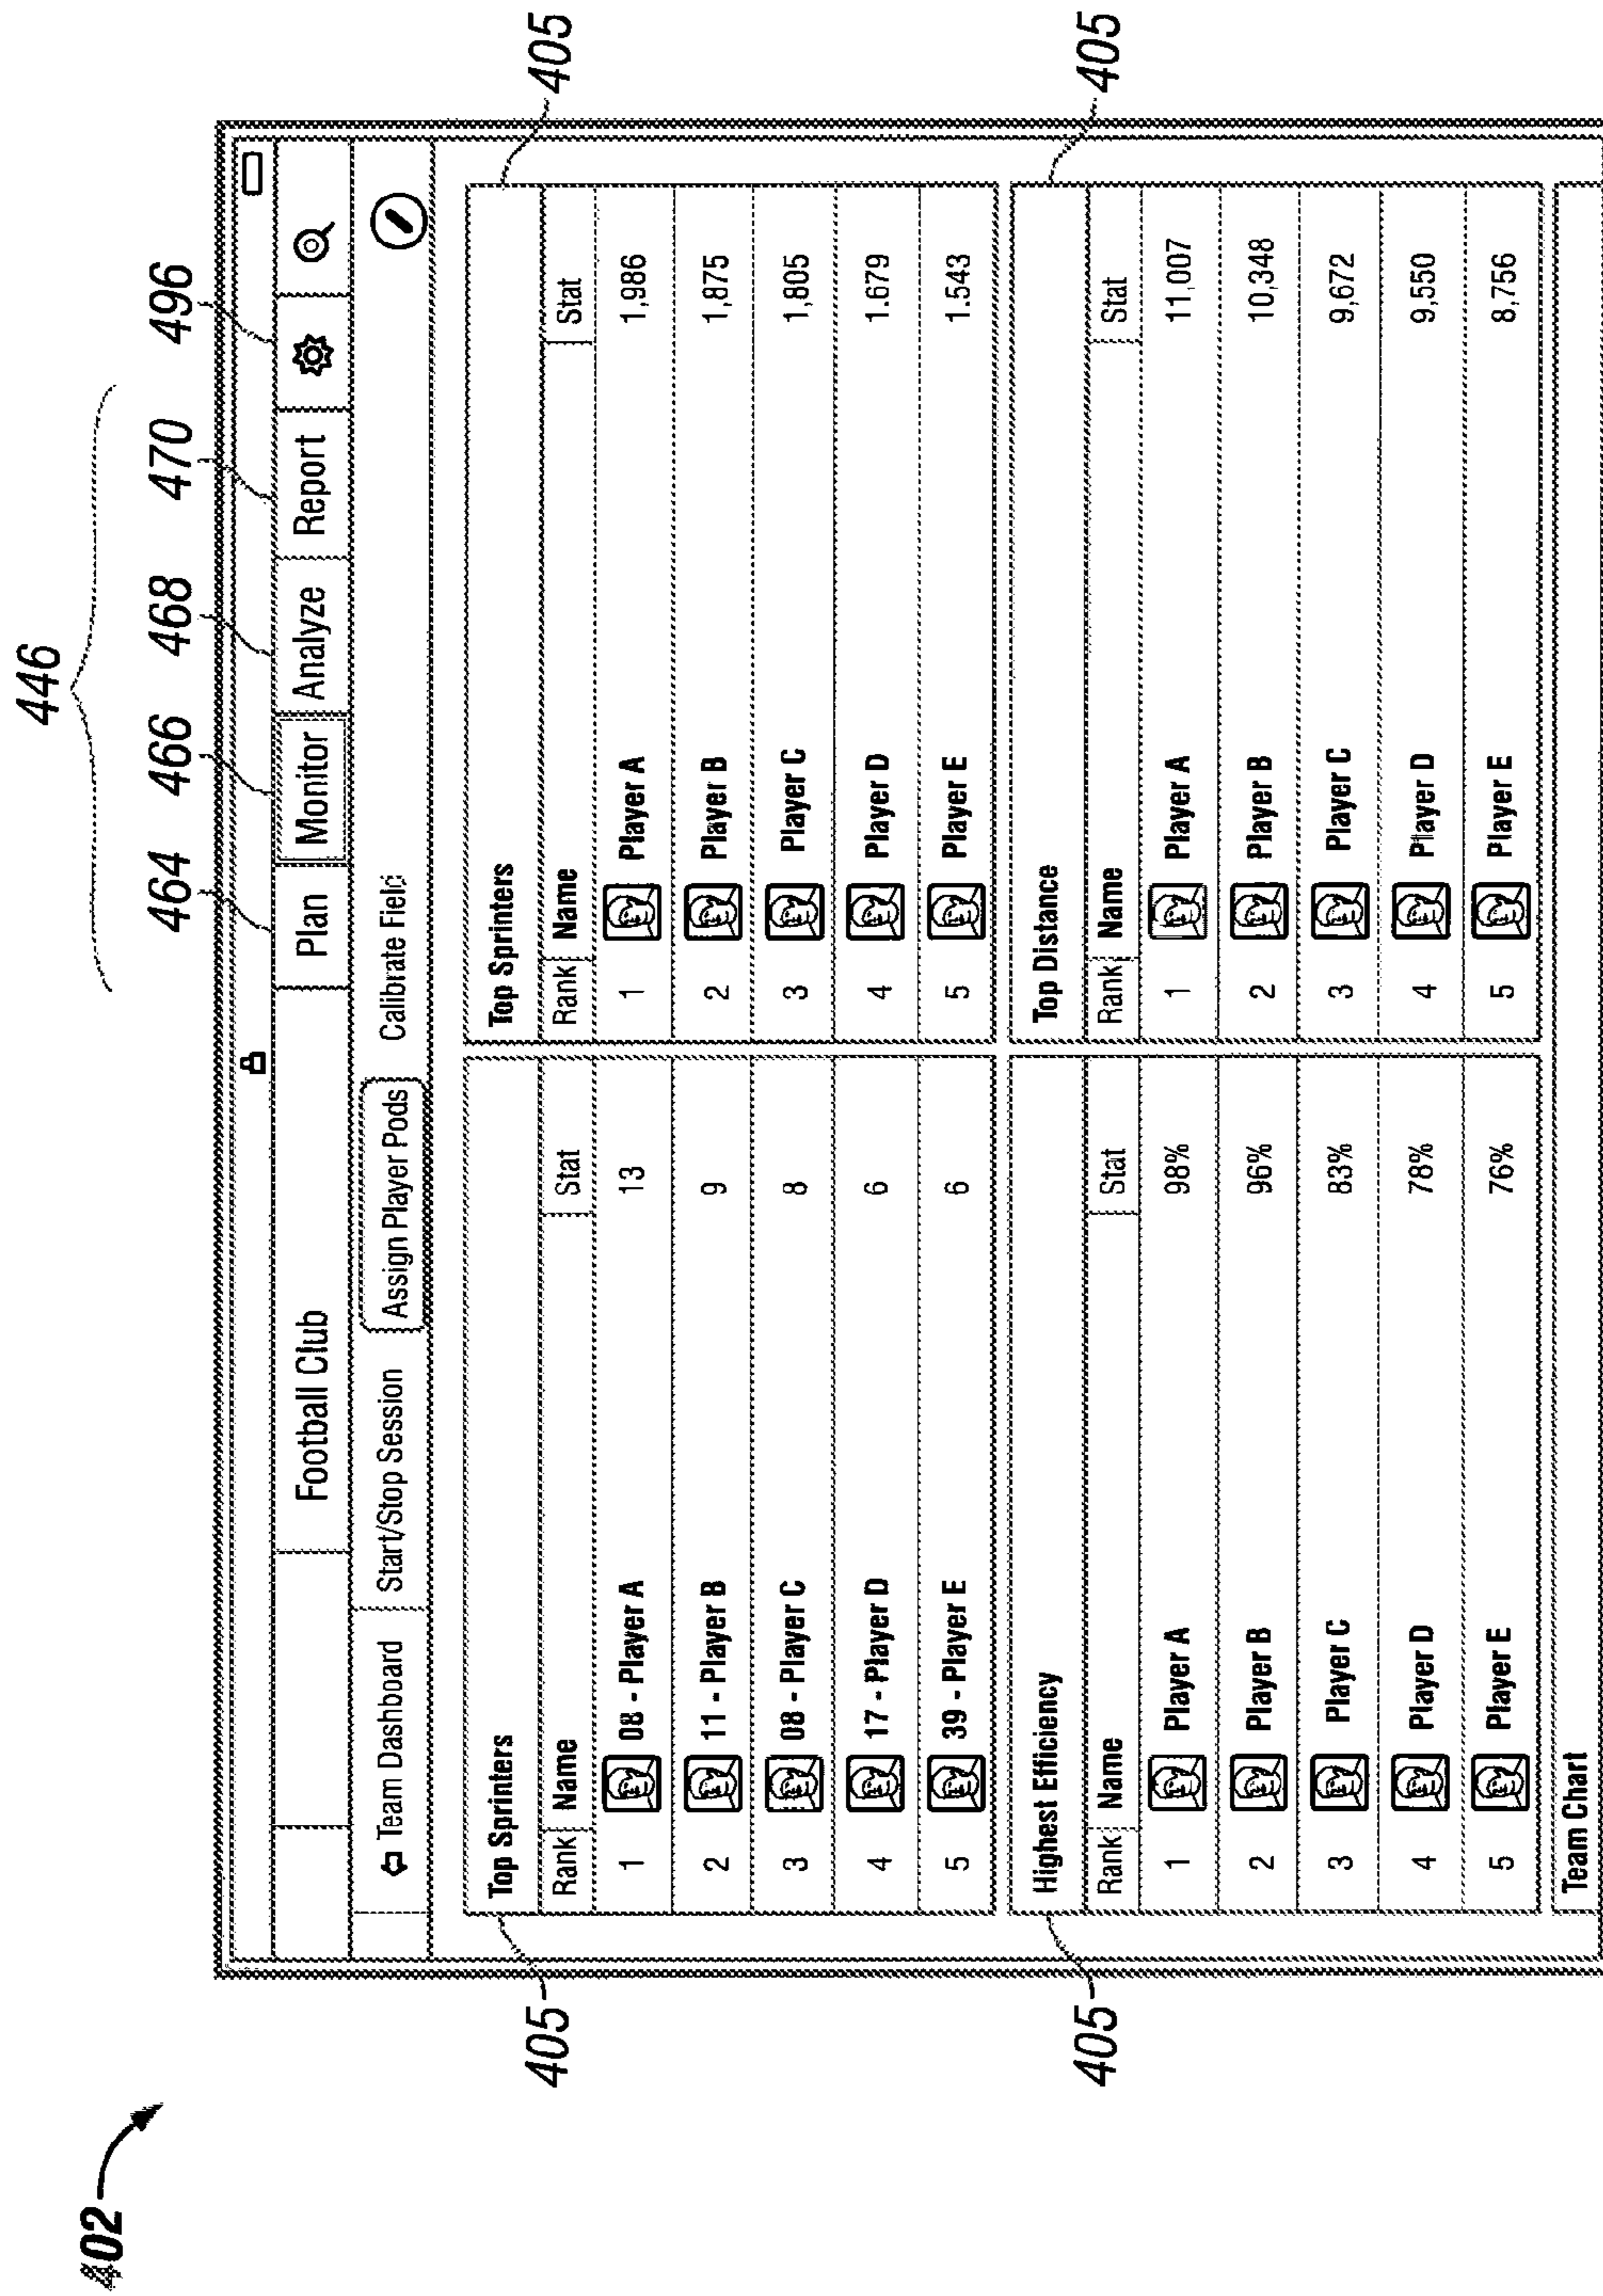 402
446
464 466 468 470 496
Football Club Plan Monitor Analyze Report
Team Dashboard Start/Stop Session Assign Player Pods Calibrate Field
405
Top Sprinters
Rank Name Stat
1 08 - Player A 13
2 11 - Player B 9
3 08 - Player C 8
4 17 - Player D 6
5 39 - Player E 6
405
Top Sprinters
Rank Name Stat
1 Player A 1,986
2 Player B 1,875
3 Player C 1,805
4 Player D 1.679
5 Player E 1.543
405
Highest Efficiency
Rank Name Stat
1 Player A 98%
2 Player B 96%
3 Player C 83%
4 Player D 78%
5 Player E 76%
405
Top Distance
Rank Name Stat
1 Player A 11,007
2 Player B 10,348
3 Player C 9,672
4 Player D 9,550
5 Player E 8,756
Team Chart